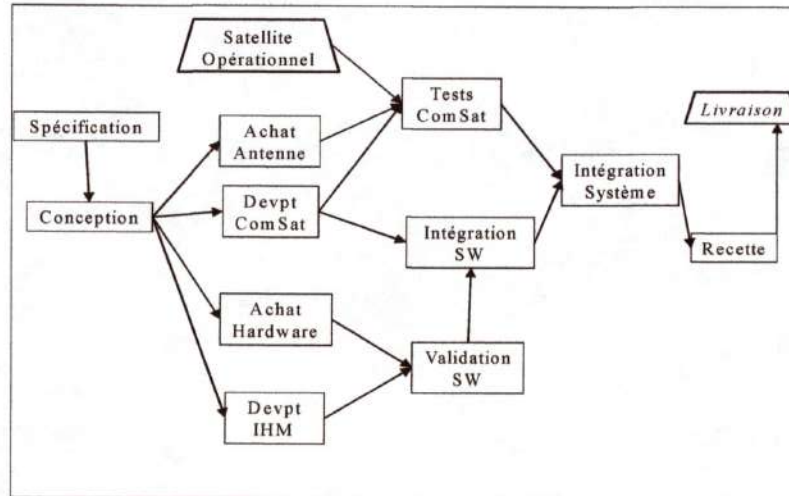 Satellite
Opérationnel
Tests
ComSat
Livraison
Spécification
Achat
Antenne
Intégration
Système
Conception
Devpt
ComSat
Intégration
SW
Recette
Achat
Hardware
Validation
SW
Devpt
IHM